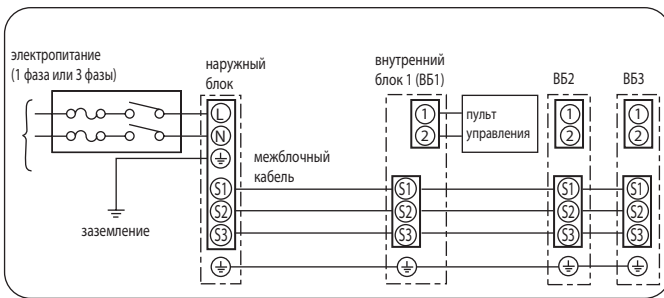 электропитание
(1 фаза или 3 фазы)
наружный
блок
внутренний
блок 1 (ВБ1)
ВБ2
ВБ3
L
N
1
2
пульт
управления
1
2
1
2
межблочный
кабель
заземление
S1
S2
S3
S1
S2
S3
S1
S2
S3
S1
S2
S3